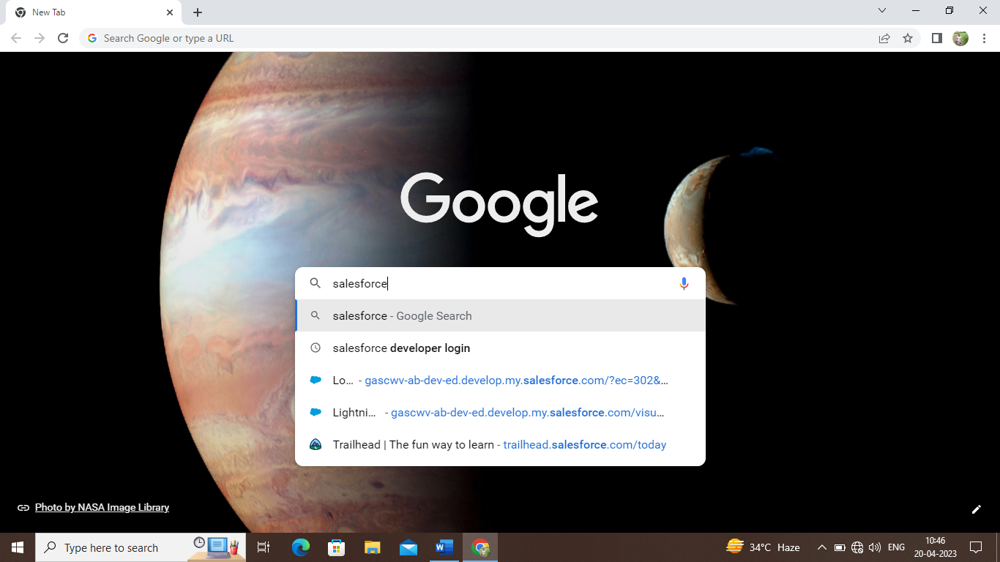 New Tab
Search Google or type a URL
Google
salesforce
salesforce - Google Search
salesforce developer login
Lo... - gascwv-ab-dev-ed.develop.my.salesforce.com/?ec=302&...
Lightni... - gascwv-ab-dev-ed.develop.my.salesforce.com/visu...
Trailhead | The fun way to learn - trailhead.salesforce.com/today
Photo by NASA Image Library
Type here to search
34°C Haze
ENG
10:46
20-04-2023